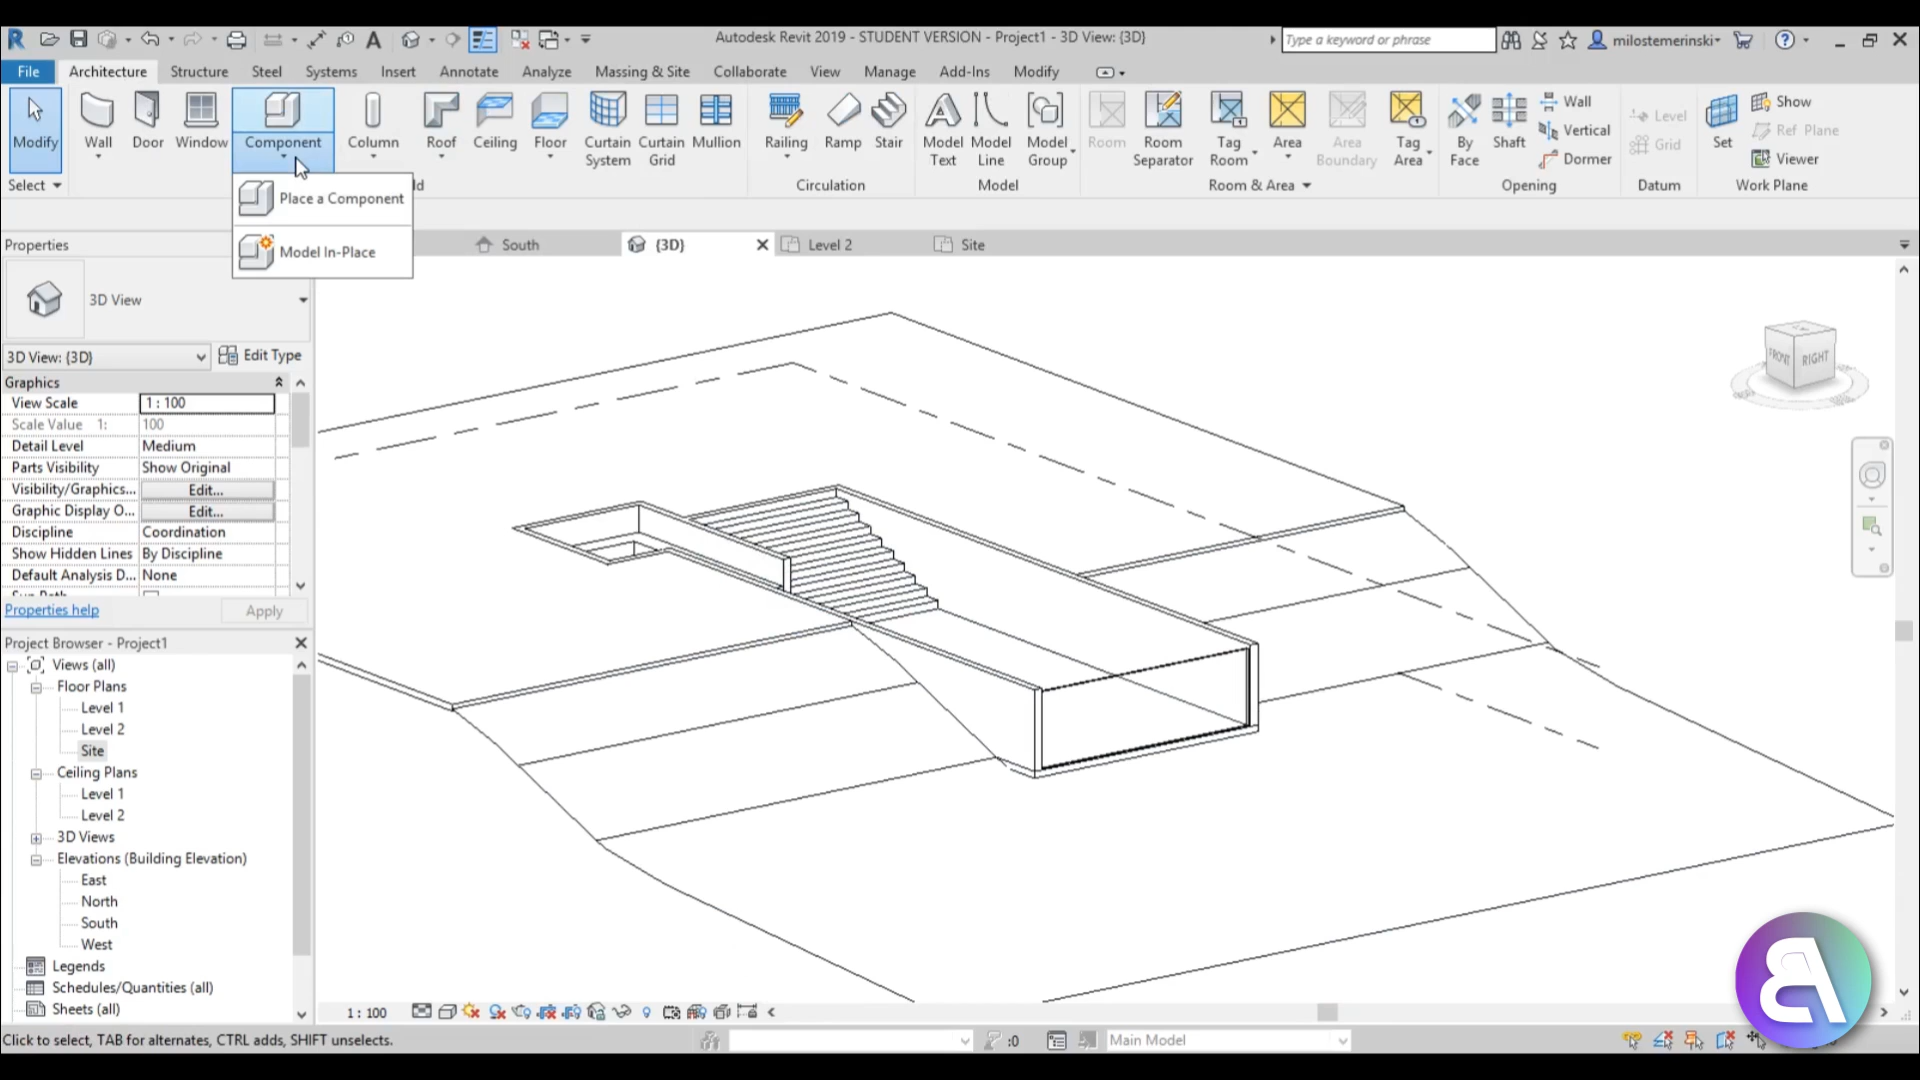 Autodesk Revit 2019 - STUDENT VERSION - Project1 - 3D View: {3D}
Type a keyword or phrase
milostemerinski
File
Architecture
Structure
Steel
Systems
Insert
Annotate
Analyze
Massing & Site
Collaborate
View
Manage
Add-Ins
Modify
Modify
Wall
Door
Window
Component
Column
Roof
Ceiling
Floor
Curtain System
Curtain Grid
Mullion
Railing
Ramp
Stair
Model Text
Model Line
Model Group
Room
Room Separator
Tag Room
Area
Area Boundary
Tag Area
By Face
Shaft
Wall
Vertical
Dormer
Level
Grid
Set
Show
Ref Plane
Viewer
Select
ld
Circulation
Model
Room & Area
Opening
Datum
Work Plane
Place a Component
Model In-Place
Properties
South
{3D}
Level 2
Site
3D View
3D View: {3D}
Edit Type
Graphics
View Scale
1 : 100
Scale Value 1:
100
Detail Level
Medium
Parts Visibility
Show Original
Visibility/Graphics...
Edit...
Graphic Display O...
Edit...
Discipline
Coordination
Show Hidden Lines
By Discipline
Default Analysis D...
None
Properties help
Apply
Project Browser - Project1
Views (all)
Floor Plans
Level 1
Level 2
Site
Ceiling Plans
Level 1
Level 2
3D Views
Elevations (Building Elevation)
East
North
South
West
Legends
Schedules/Quantities (all)
Sheets (all)
FRONT
RIGHT
1 : 100
Click to select, TAB for alternates, CTRL adds, SHIFT unselects.
:0
Main Model